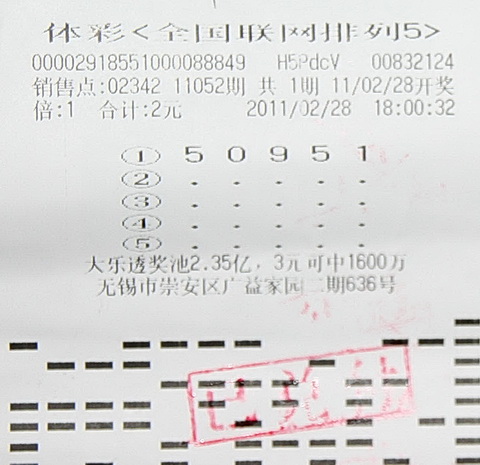 体彩<全国联网排列5>
00002918551000088849 H5PdcV 00832124
销售点:02342 11052期 共 1期 11/02/28开奖
倍:1 合计:2元 2011/02/28 18:00:32
① 5 0 9 5 1
② . . . . .
③ . . . . .
④ . . . . .
⑤ . . . . .
大乐透奖池2.35亿，3元可中1600万
无锡市崇安区广益家园二期636号
已兑